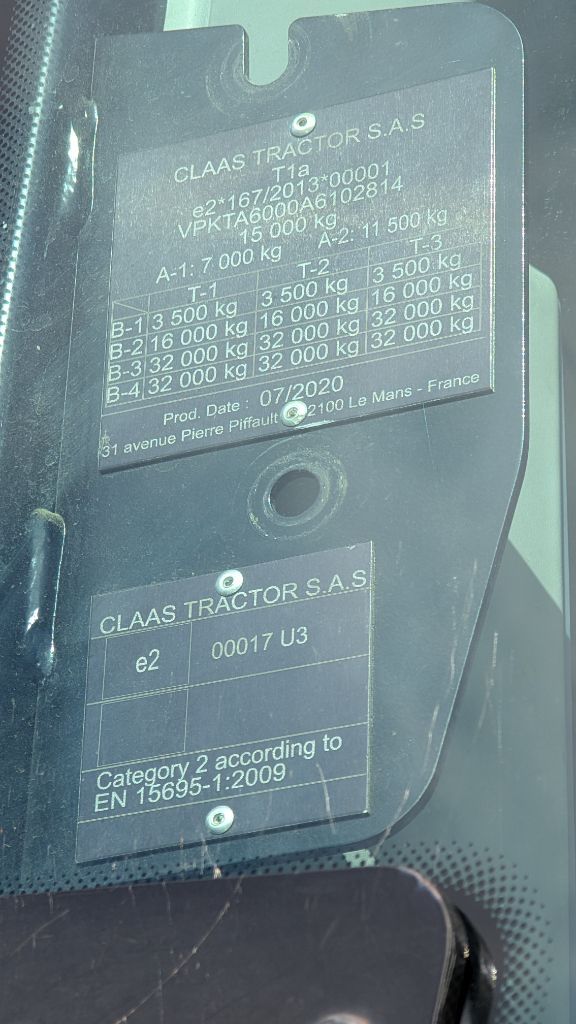 CLAAS TRACTOR S.A.S
T1a
e2*167/2013*00001
VPKTA6000A6102814
15 000 kg
A-1: 7 000 kg A-2: 11 500 kg
T-1 T-2 T-3
B-1 3 500 kg 3 500 kg 3 500 kg
B-2 16 000 kg 16 000 kg 16 000 kg
B-3 32 000 kg 32 000 kg 32 000 kg
B-4 32 000 kg 32 000 kg 32 000 kg
Prod. Date : 07/2020
31 avenue Pierre Piffault 2100 Le Mans - France
CLAAS TRACTOR S.A.S
e2 00017 U3
Category 2 according to
EN 15695-1:2009